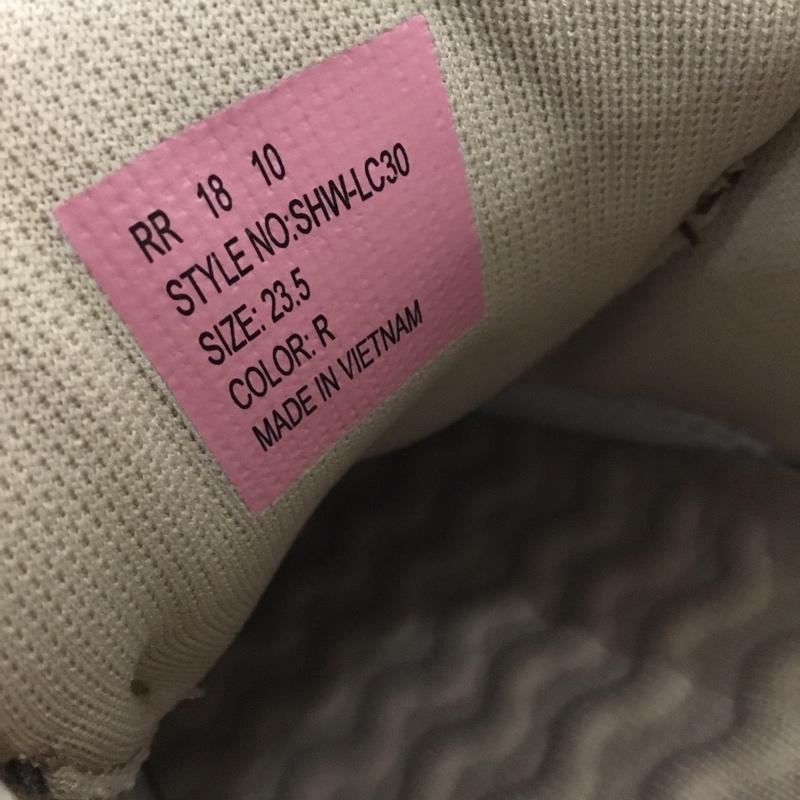 RR 18 10
STYLE NO:SHW-LC30
SIZE: 23.5
COLOR: R
MADE IN VIETNAM